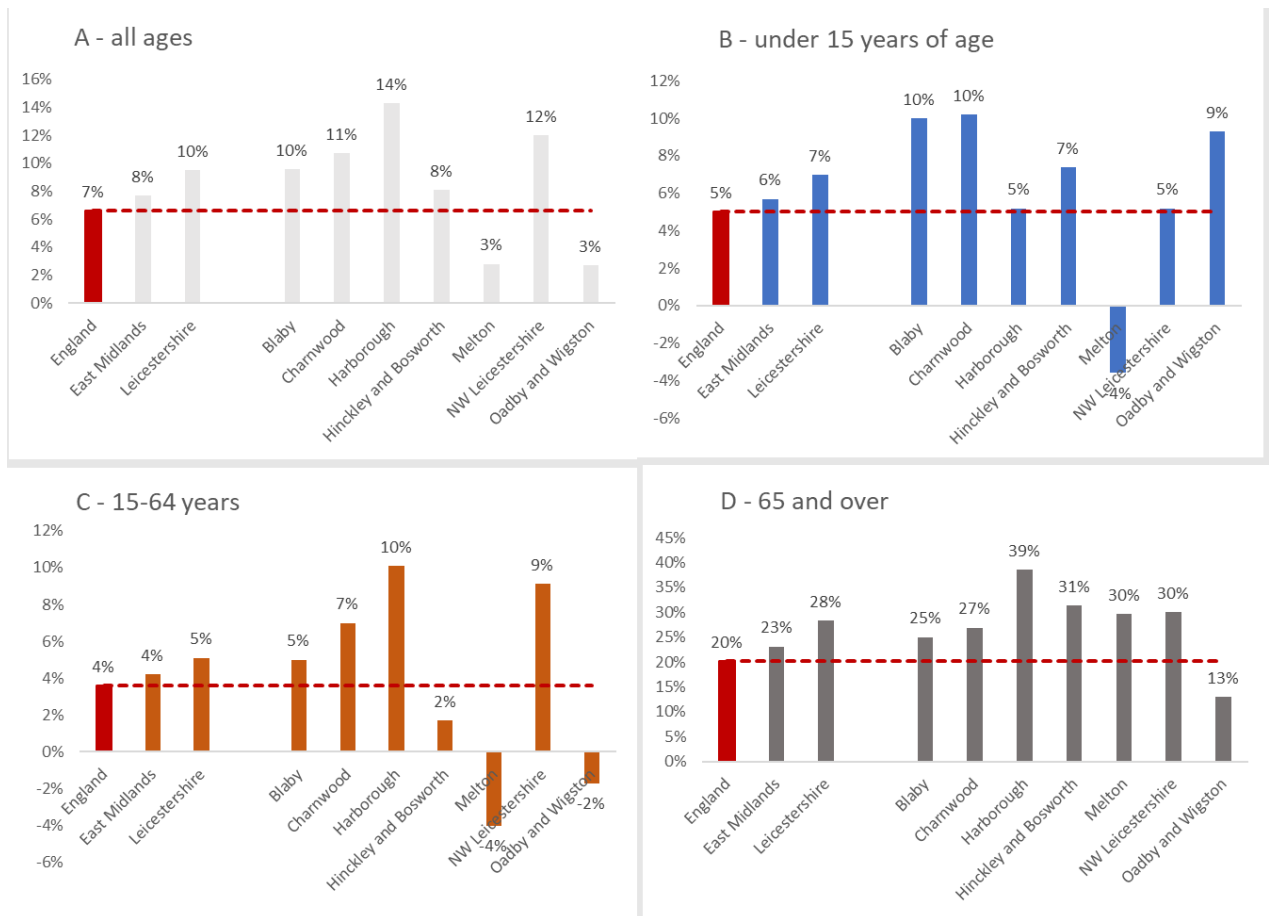 A - all ages
16%
14%
12%
10%
8%
6%
4%
2%
0%
7%
8%
10%
10%
11%
14%
8%
3%
12%
3%
England
East Midlands
Leicestershire
Blaby
Charnwood
Harborough
Hinckley and Bosworth
Melton
NW Leicestershire
Oadby and Wigston
B - under 15 years of age
12%
10%
8%
6%
4%
2%
0%
-2%
-4%
-6%
5%
6%
7%
10%
10%
5%
7%
-4%
5%
9%
England
East Midlands
Leicestershire
Blaby
Charnwood
Harborough
Hinckley and Bosworth
Melton
NW Leicestershire
Oadby and Wigston
C - 15-64 years
12%
10%
8%
6%
4%
2%
0%
-2%
-4%
-6%
4%
4%
5%
5%
7%
10%
2%
-4%
9%
-2%
England
East Midlands
Leicestershire
Blaby
Charnwood
Harborough
Hinckley and Bosworth
Melton
NW Leicestershire
Oadby and Wigston
D - 65 and over
45%
40%
35%
30%
25%
20%
15%
10%
5%
0%
20%
23%
28%
25%
27%
39%
31%
30%
30%
13%
England
East Midlands
Leicestershire
Blaby
Charnwood
Harborough
Hinckley and Bosworth
Melton
NW Leicestershire
Oadby and Wigston